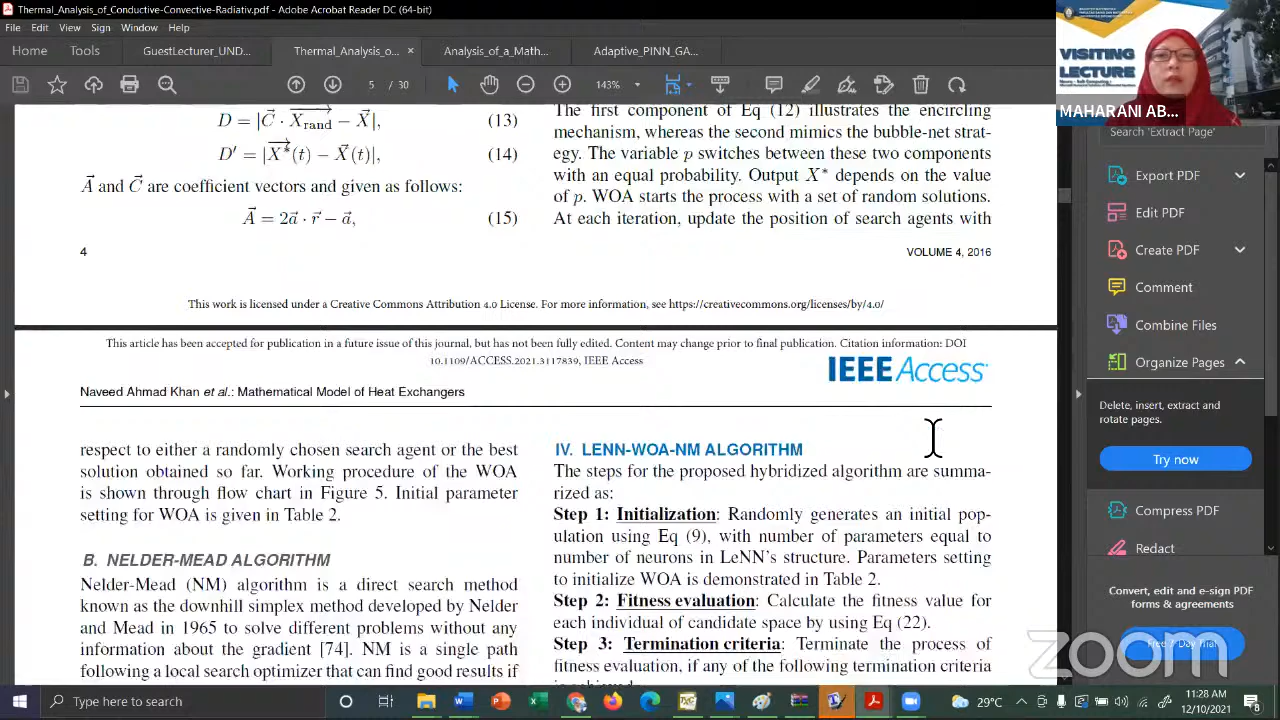 Thermal_Analysis_of_Conductive-Convective-Radiativ.pdf - Adobe Acrobat Reader DC (64-bit)
File Edit View Sign Window Help
Home Tools GuestLecturer_UND... Thermal_Analysis_o... × Analysis_of_a_Math... Adaptive_PINN_GA...
143%
VISITING
LECTURE
MAHARANI AB...
D = |C⃗ · X⃗rand − (13)
D′ = |X⃗*(t) − X⃗(t)|, (14)
A⃗ and C⃗ are coefficient vectors and given as follows:
A⃗ = 2a⃗ · r⃗ − a⃗, (15)
The first component of Eq (12) illustrates the encircling
mechanism, whereas the second mimics the bubble-net strat-
egy. The variable p switches between these two components
with an equal probability. Output X* depends on the value
of p. WOA starts the process with a set of random solutions.
At each iteration, update the position of search agents with
4 VOLUME 4, 2016
This work is licensed under a Creative Commons Attribution 4.0 License. For more information, see https://creativecommons.org/licenses/by/4.0/
This article has been accepted for publication in a future issue of this journal, but has not been fully edited. Content may change prior to final publication. Citation information: DOI
10.1109/ACCESS.2021.3117839, IEEE Access
IEEE Access
Naveed Ahmad Khan et al.: Mathematical Model of Heat Exchangers
respect to either a randomly chosen search agent or the best
solution obtained so far. Working procedure of the WOA
is shown through flow chart in Figure 5. Initial parameter
setting for WOA is given in Table 2.
B. NELDER-MEAD ALGORITHM
Nelder-Mead (NM) algorithm is a direct search method
known as the downhill simplex method developed by Nelder
and Mead in 1965 to solve different problems without any
information about the gradient [74]. NM is a single path
following a local search optimizer that can find good results if
IV. LENN-WOA-NM ALGORITHM
The steps for the proposed hybridized algorithm are summa-
rized as:
Step 1: Initialization: Randomly generates an initial pop-
ulation using Eq (9), with number of parameters equal to
number of neurons in LeNN's structure. Parameters setting
to initialize WOA is demonstrated in Table 2.
Step 2: Fitness evaluation: Calculate the fitness value for
each individual of candidate space by using Eq (22).
Step 3: Termination criteria: Terminate the process of
fitness evaluation, if any of the following termination criteria
Search 'Extract Page'
Export PDF
Edit PDF
Create PDF
Comment
Combine Files
Organize Pages
Delete, insert, extract and
rotate pages.
Try now
Compress PDF
Redact
Convert, edit and e-sign PDF
forms & agreements
Free 7-Day Trial
zoom
Type here to search
29°C
11:28 AM
12/10/2021
8